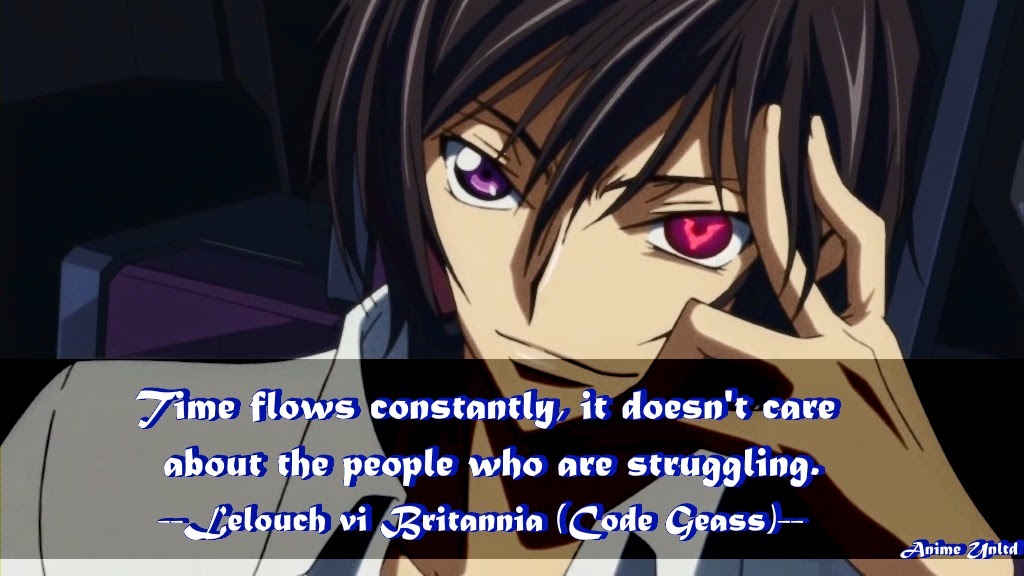 Time flows constantly, it doesn't care
about the people who are struggling.
--Lelouch vi Britannia (Code Geass)--
Anime Unltd